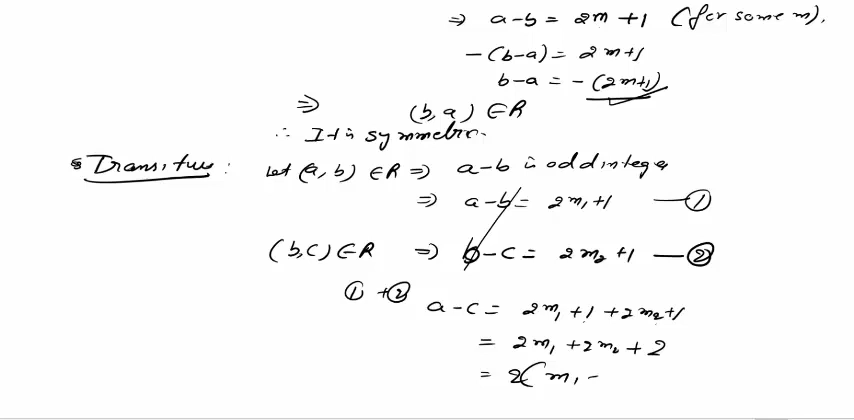 ⇒ a-b = 2m+1 (for some m).
-(b-a) = 2m+1
b-a = -(2m+1)
⇒ (b, a) ∈ R
∴ It is symmetric.
Transitive : Let (a, b) ∈ R ⇒ a-b is odd integer
⇒ a-b = 2m₁+1 —①
(b,c) ∈ R ⇒ b-c = 2m₂+1 —②
① + ②
a-c = 2m₁+1+2m₂+1
= 2m₁+2m₂+2
= 2(m₁ -